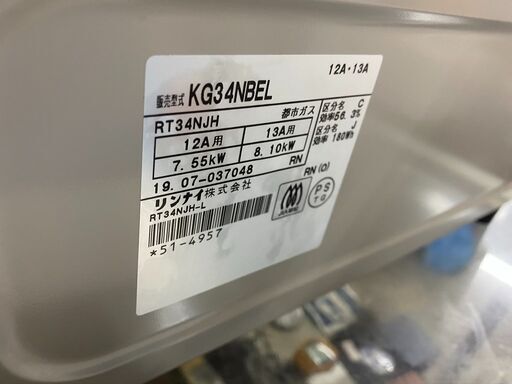 12A・13A
販売型式 KG34NBEL
RT34NJH 都市ガス
12A用 13A用
7.55kW 8.10kW
区分名 C
効率56.3%
区分名 J
効率 180Wh
19.07-037048 RN
リンナイ株式会社
RN(Q)
RT34NJH-L
PS
TG
*51-4957